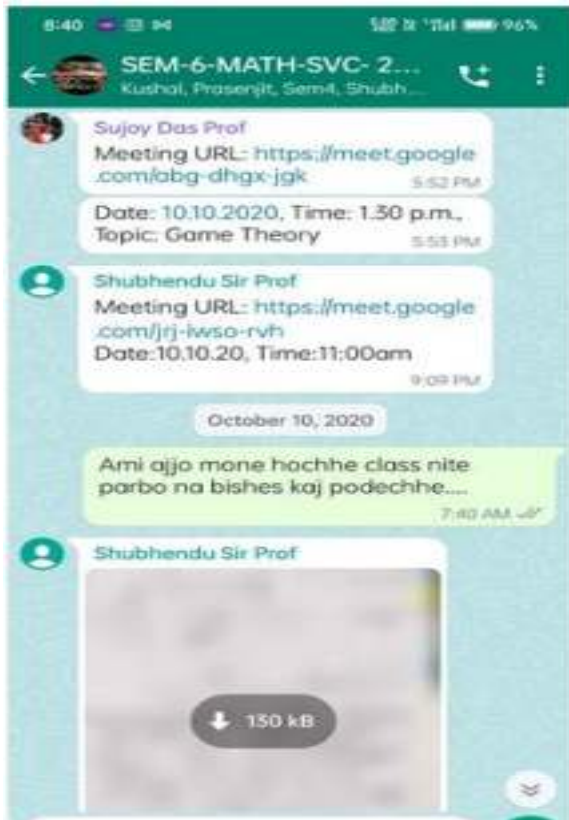 8:40
96%
SEM-6-MATH-SVC- 2...
Kushal, Prasenjit, Sem4, Shubh...
Sujoy Das Prof
Meeting URL: https://meet.google
.com/abg-dhgx-jgk
5:52 PM
Date: 10.10.2020, Time: 1.30 p.m.,
Topic: Game Theory
5:53 PM
Shubhendu Sir Prof
Meeting URL: https://meet.google
.com/jrj-iwso-rvh
Date:10.10.20, Time:11:00am
9:09 PM
October 10, 2020
Ami ajjo mone hochhe class nite
parbo na bishes kaj podechhe....
7:40 AM
Shubhendu Sir Prof
130 kB